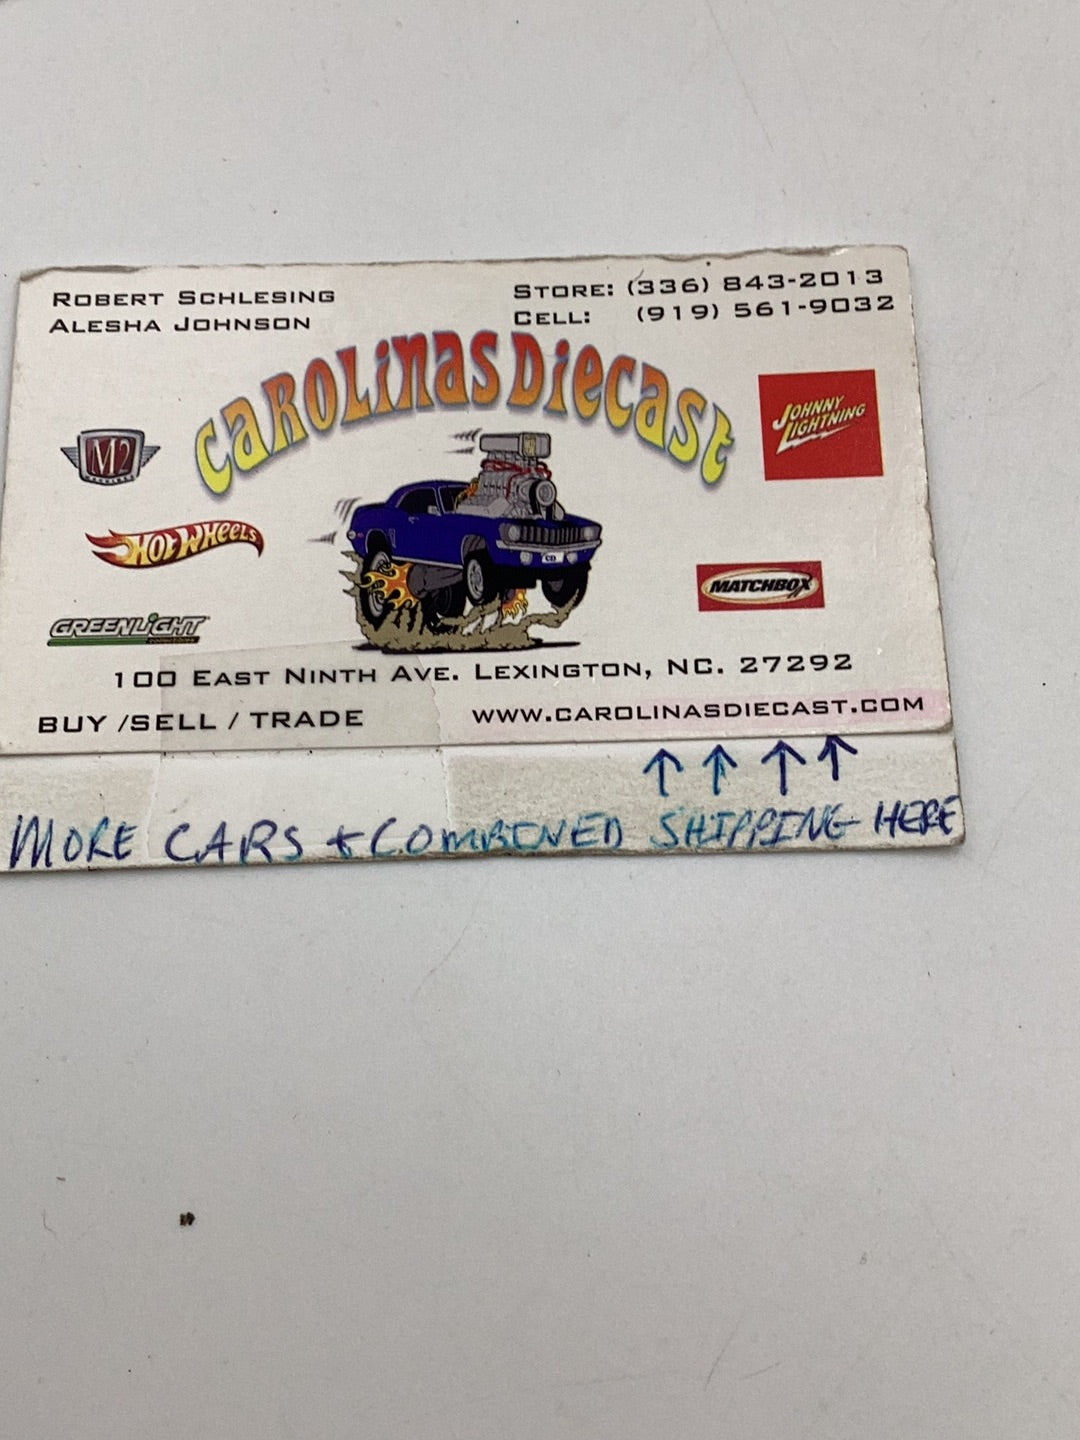 ROBERT SCHLESING
ALESHA JOHNSON
STORE: (336) 843-2013
CELL: (919) 561-9032
CAROLINAS DIECAST
M2
MACHINES
JOHNNY
LIGHTNING
HOT WHEELS
CD
MATCHBOX
GREENLIGHT
100 EAST NINTH AVE. LEXINGTON, NC. 27292
BUY /SELL / TRADE
WWW.CAROLINASDIECAST.COM
↑ ↑ ↑ ↑
MORE CARS + COMBINED SHIPPING HERE